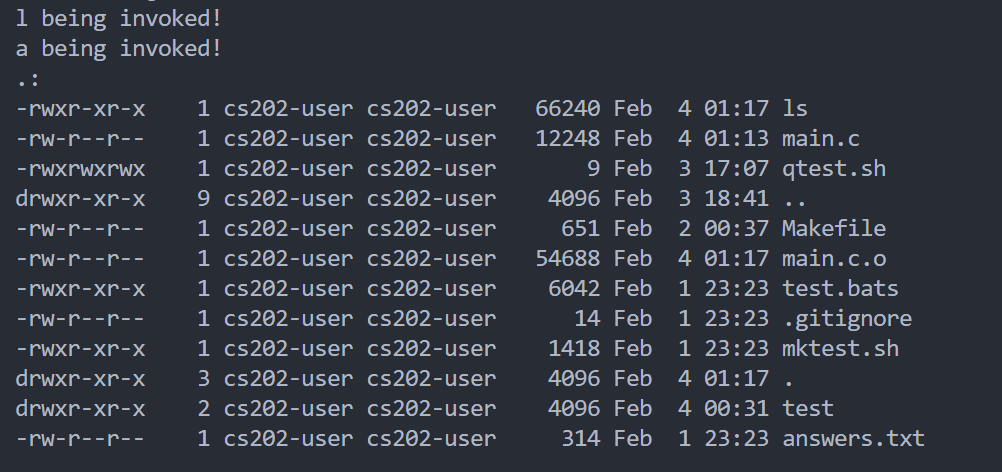 l being invoked!
a being invoked!
.:
-rwxr-xr-x    1 cs202-user cs202-user   66240 Feb  4 01:17 ls
-rw-r--r--    1 cs202-user cs202-user   12248 Feb  4 01:13 main.c
-rwxrwxrwx    1 cs202-user cs202-user       9 Feb  3 17:07 qtest.sh
drwxr-xr-x    9 cs202-user cs202-user    4096 Feb  3 18:41 ..
-rw-r--r--    1 cs202-user cs202-user     651 Feb  2 00:37 Makefile
-rw-r--r--    1 cs202-user cs202-user   54688 Feb  4 01:17 main.c.o
-rwxr-xr-x    1 cs202-user cs202-user    6042 Feb  1 23:23 test.bats
-rw-r--r--    1 cs202-user cs202-user      14 Feb  1 23:23 .gitignore
-rwxr-xr-x    1 cs202-user cs202-user    1418 Feb  1 23:23 mktest.sh
drwxr-xr-x    3 cs202-user cs202-user    4096 Feb  4 01:17 .
drwxr-xr-x    2 cs202-user cs202-user    4096 Feb  4 00:31 test
-rw-r--r--    1 cs202-user cs202-user     314 Feb  1 23:23 answers.txt